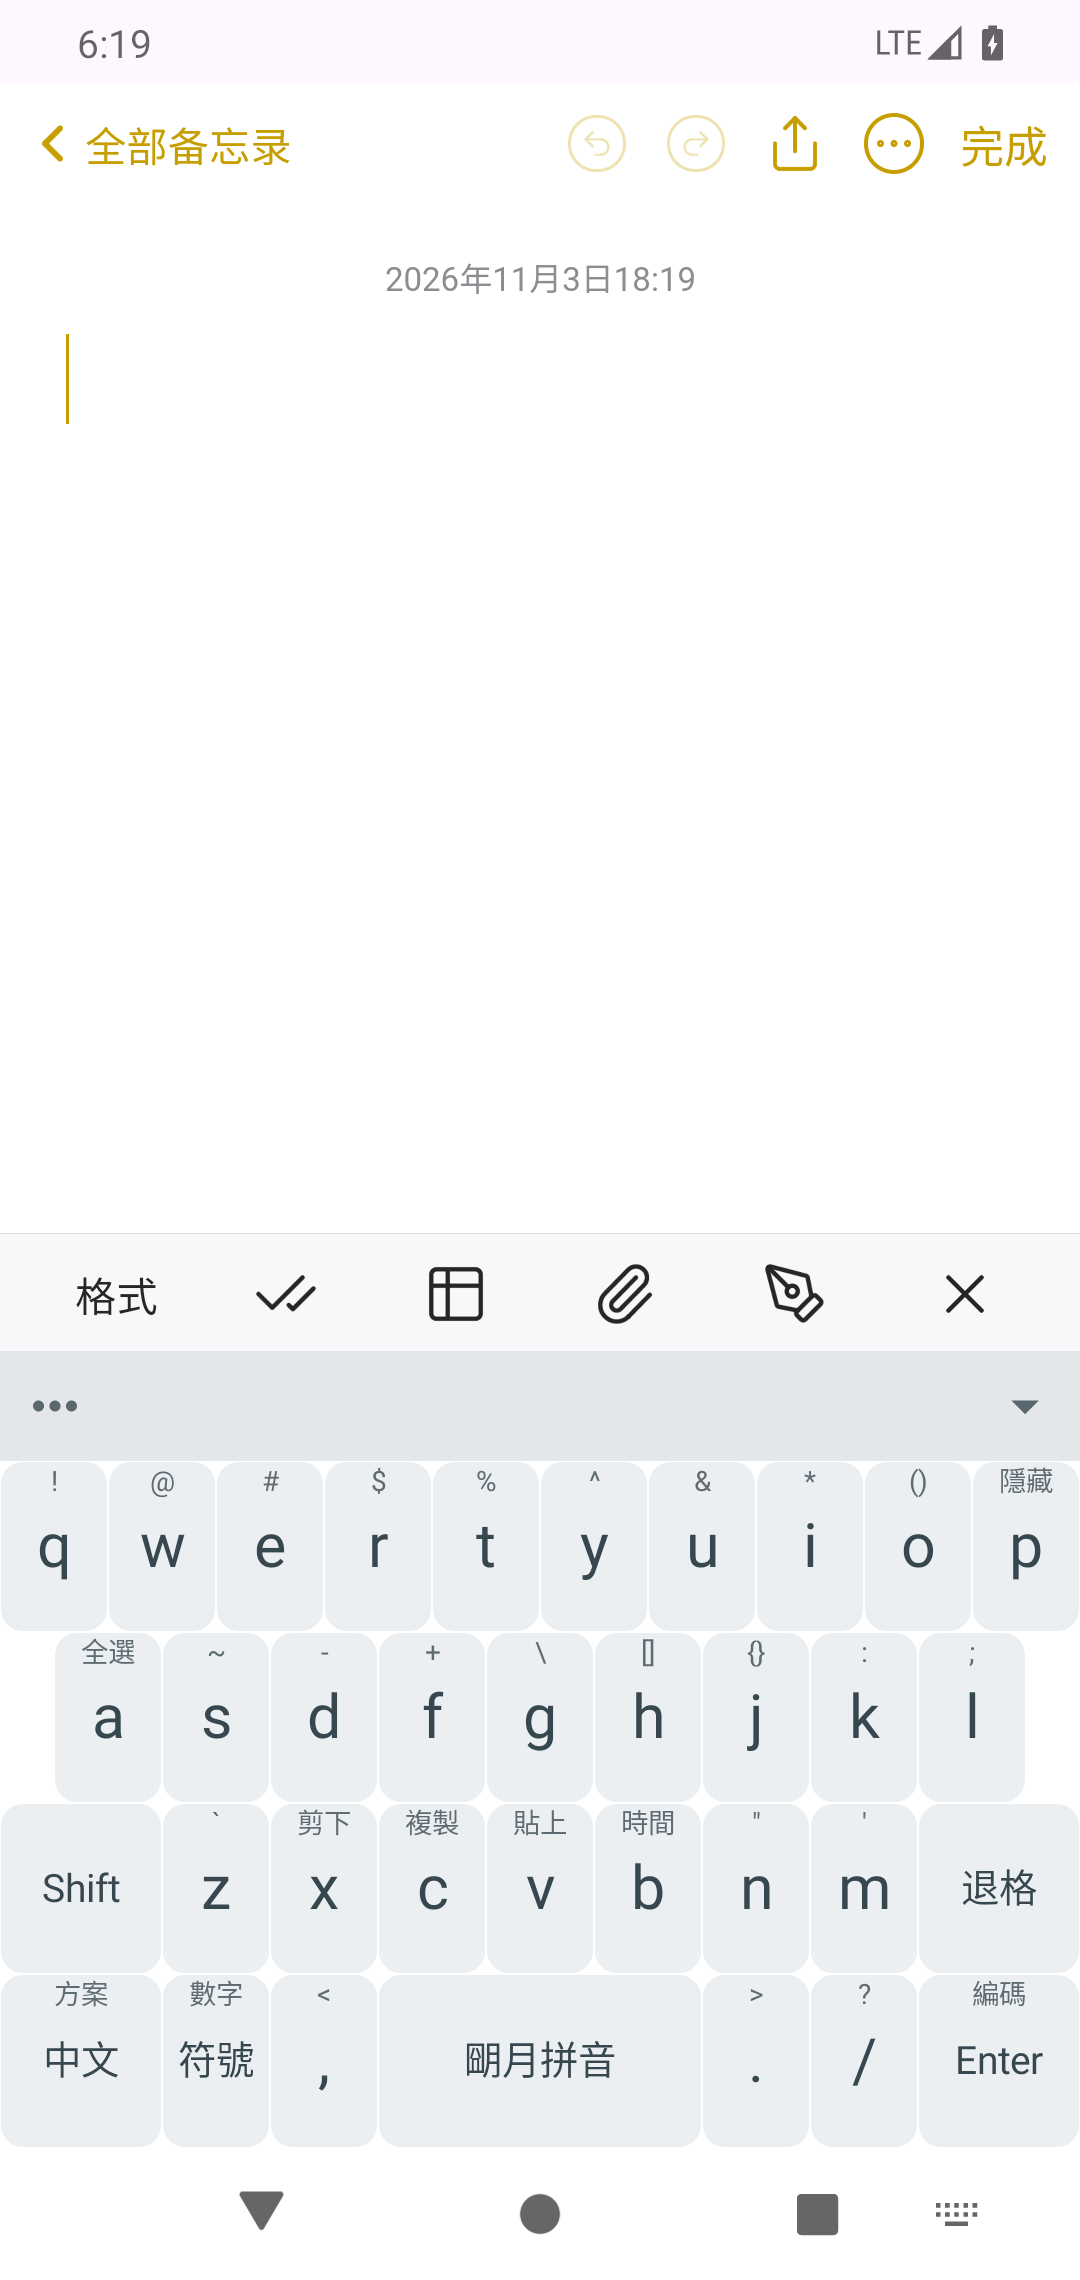 6:19 LTE
全部备忘录 完成
2026年11月3日18:19
格式
! @ # $ % ^ & * () 隱藏
q w e r t y u i o p
全選 ~ - + \ [] {} : ;
a s d f g h j k l
` 剪下 複製 貼上 時間 " '
Shift z x c v b n m 退格
方案 數字 < > ? 編碼
中文 符號 , 朙月拼音 . / Enter